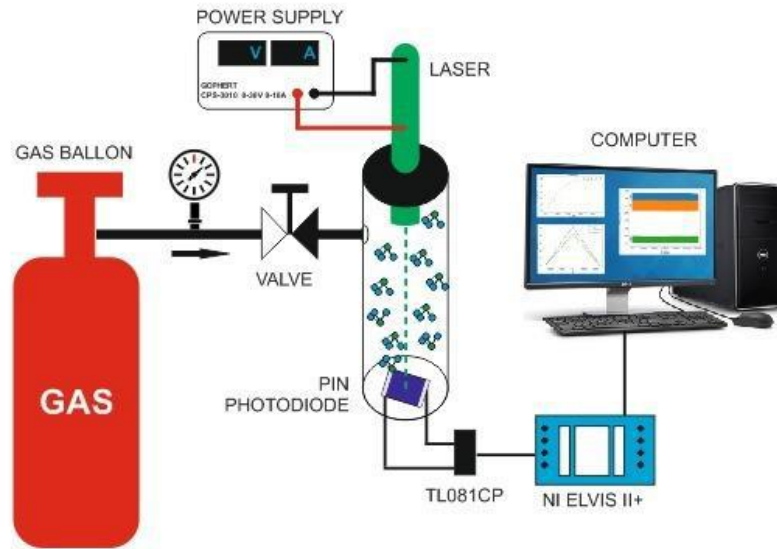 POWER SUPPLY
V A
GOPHERT
CPS-3010 0-30V 0-10A
LASER
GAS BALLON
COMPUTER
VALVE
GAS
PIN
PHOTODIODE
TL081CP
NI ELVIS II+